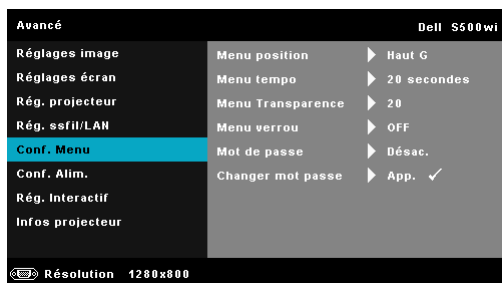 Avancé Dell S500wi
Réglages image
Réglages écran
Rég. projecteur
Rég. ssfil/LAN
Conf. Menu
Conf. Alim.
Rég. Interactif
Infos projecteur
Menu position Haut G
Menu tempo 20 secondes
Menu Transparence 20
Menu verrou OFF
Mot de passe Désac.
Changer mot passe App. ✓
Résolution 1280x800